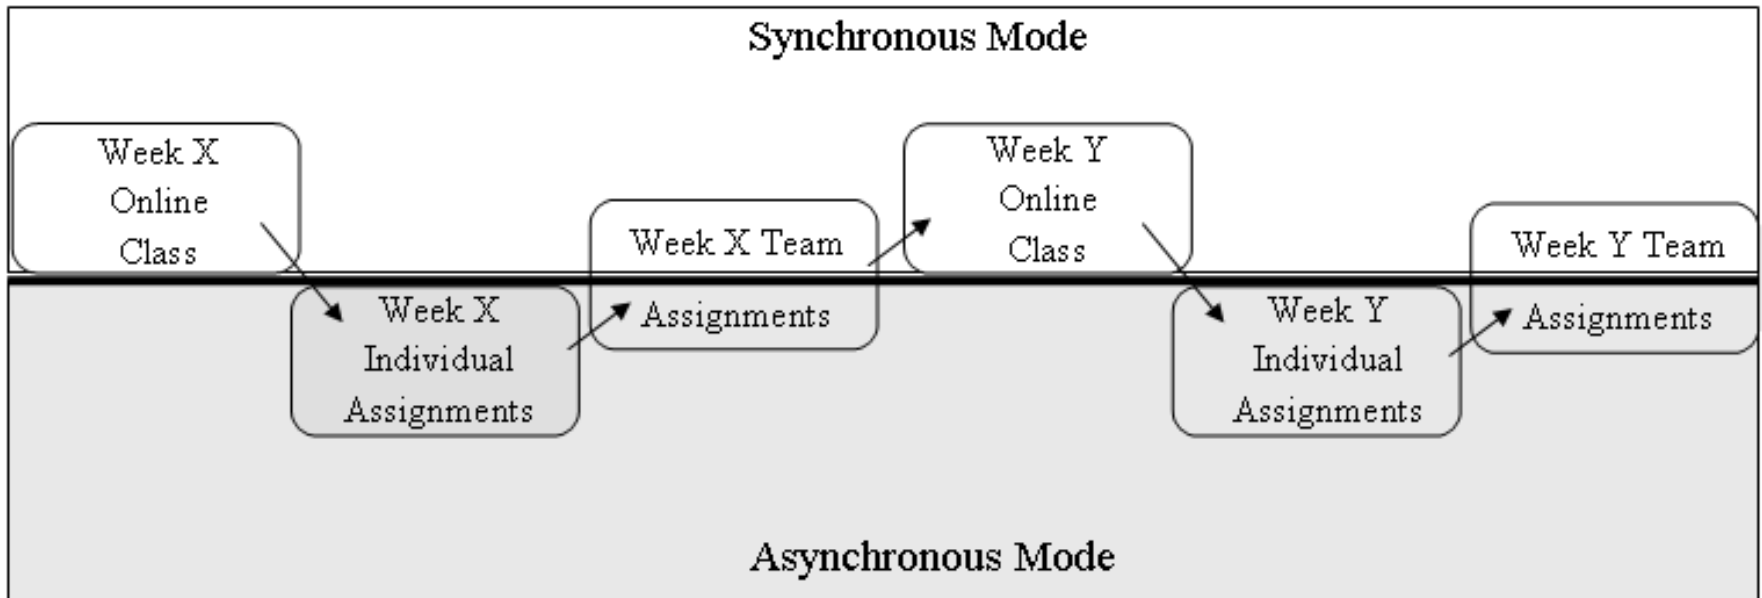 Synchronous Mode
Week X
Online
Class
Week X
Individual
Assignments
Week X Team
Assignments
Week Y
Online
Class
Week Y
Individual
Assignments
Week Y Team
Assignments
Asynchronous Mode